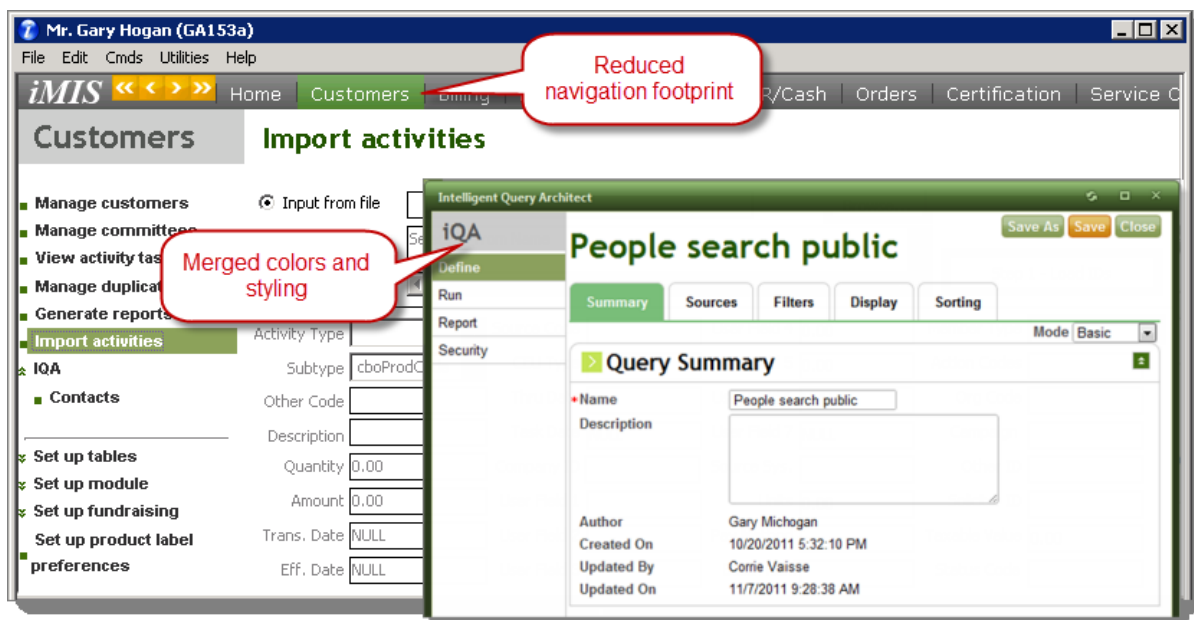 Mr. Gary Hogan (GA153a)
File Edit Cmds Utilities Help
iMIS << < > >> Home Customers Billing R/Cash Orders Certification Service C
Reduced
navigation footprint
Customers
Import activities
Manage customers
Manage committees
View activity tas
Manage duplicat
Generate reports
Import activities
IQA
Contacts
Set up tables
Set up module
Set up fundraising
Set up product label
preferences
Merged colors and
styling
Input from file
Se
Activity Type
Subtype cboProdC
Other Code
Description
Quantity 0.00
Amount 0.00
Trans. Date NULL
Eff. Date NULL
Intelligent Query Architect
iQA
Define
Run
Report
Security
People search public
Save As Save Close
Summary Sources Filters Display Sorting
Mode Basic
Query Summary
Name People search public
Description
Author Gary Michogan
Created On 10/20/2011 5:32:10 PM
Updated By Corrie Vaisse
Updated On 11/7/2011 9:28:38 AM